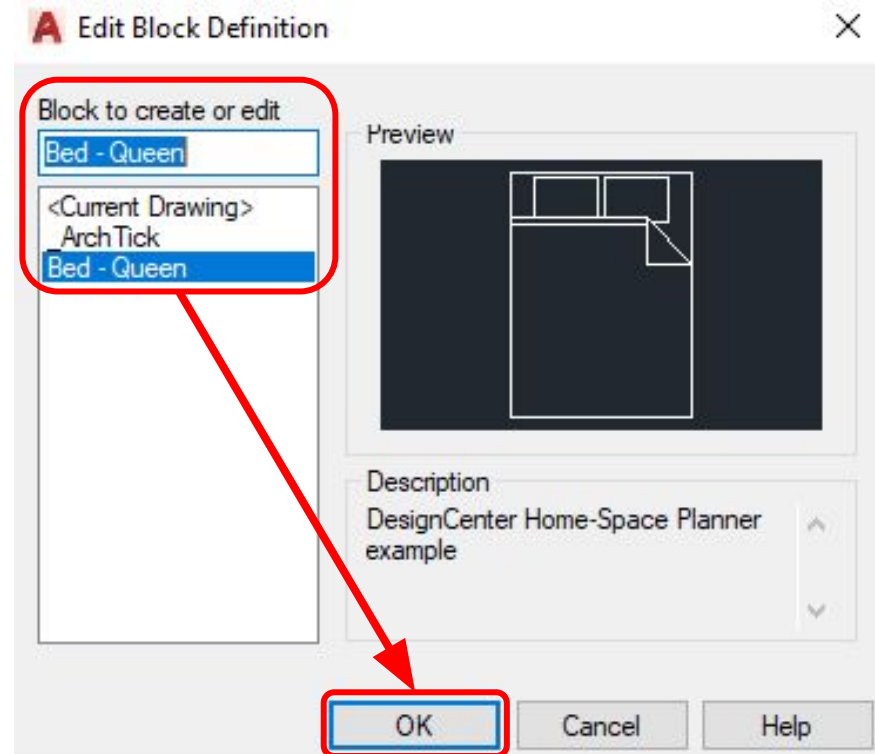 Edit Block Definition
Block to create or edit
Bed - Queen
<Current Drawing>
_ArchTick
Bed - Queen
Preview
Description
DesignCenter Home-Space Planner
example
OK
Cancel
Help